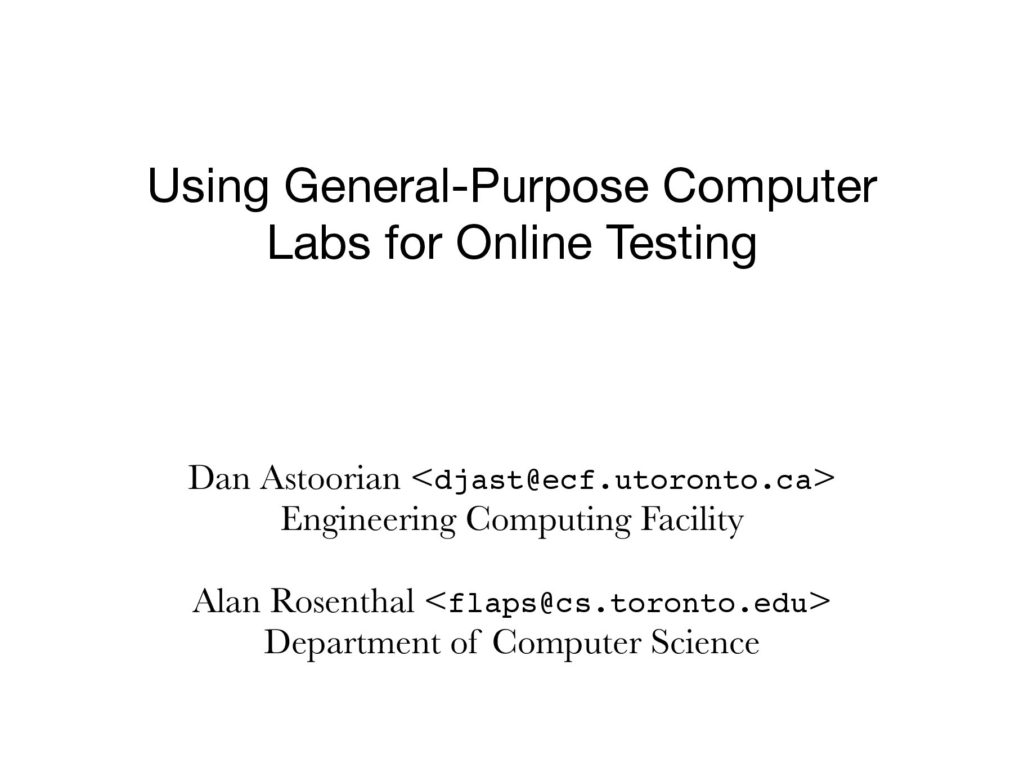 Using General-Purpose Computer
Labs for Online Testing
Dan Astoorian <djast@ecf.utoronto.ca>
Engineering Computing Facility
Alan Rosenthal <flaps@cs.toronto.edu>
Department of Computer Science